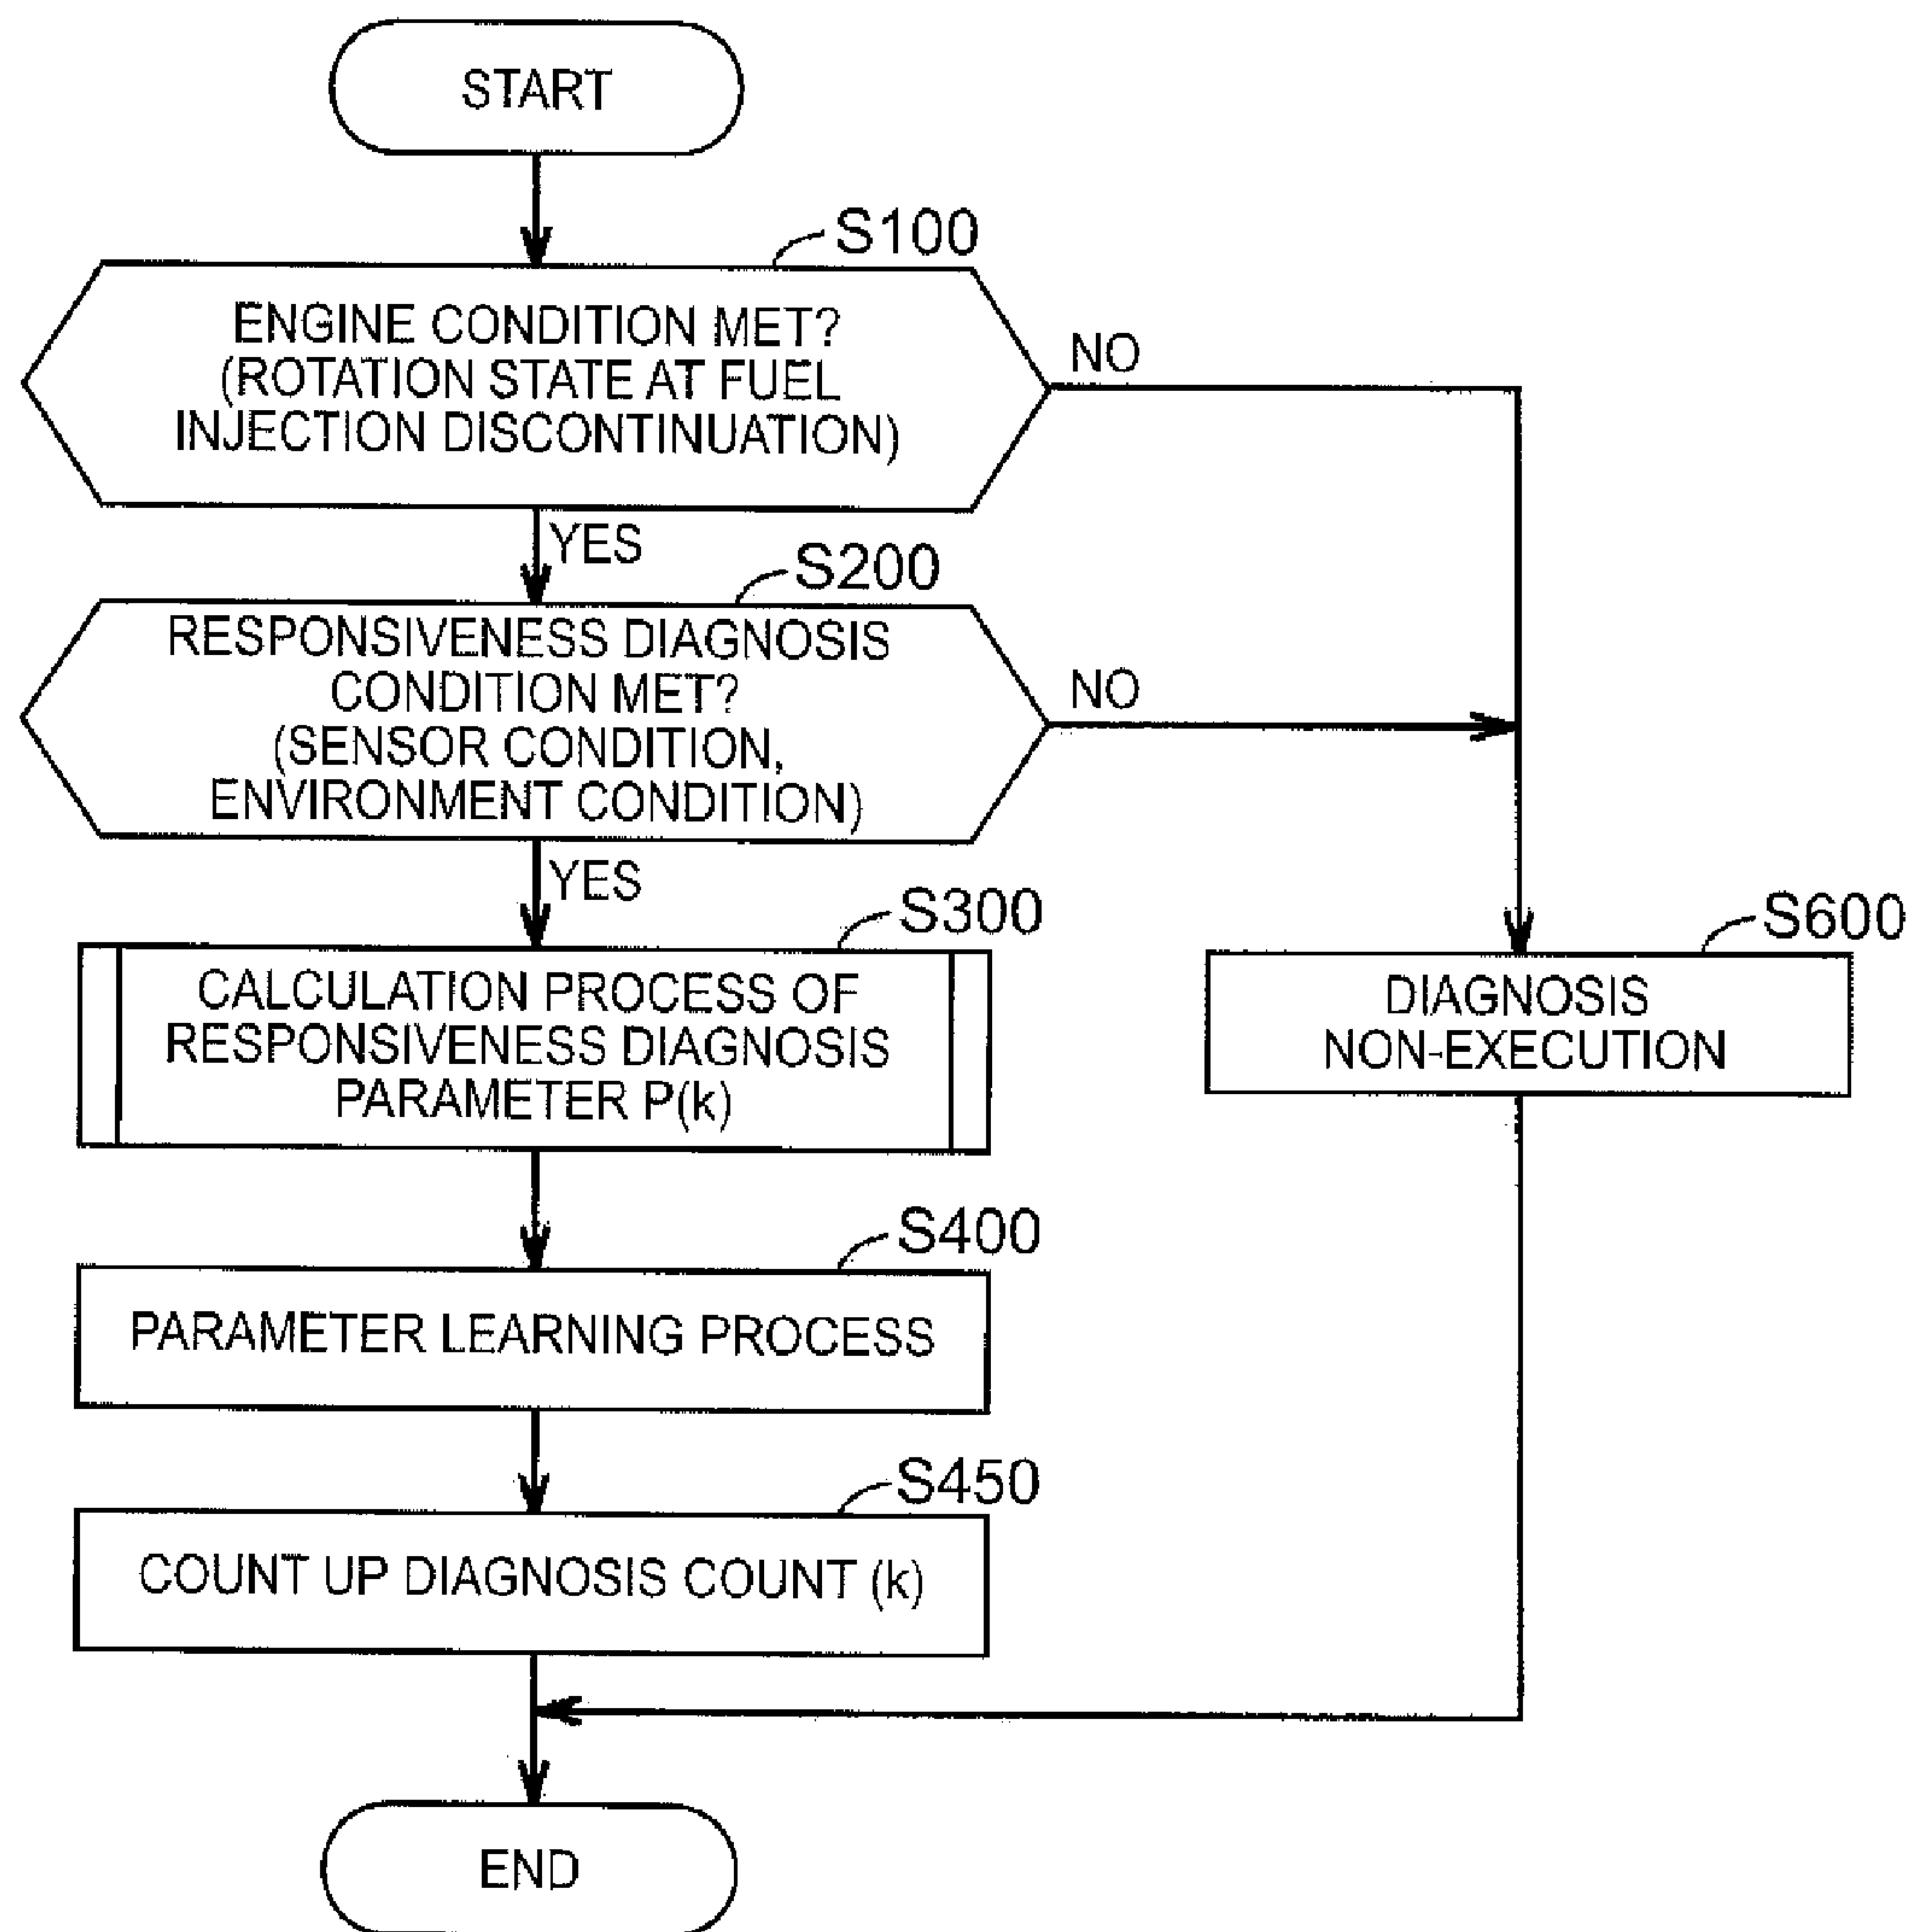 START
S100
ENGINE CONDITION MET?
(ROTATION STATE AT FUEL
INJECTION DISCONTINUATION)
NO
YES
S200
RESPONSIVENESS DIAGNOSIS
CONDITION MET?
(SENSOR CONDITION,
ENVIRONMENT CONDITION)
NO
YES
S300
CALCULATION PROCESS OF
RESPONSIVENESS DIAGNOSIS
PARAMETER P(k)
S600
DIAGNOSIS
NON-EXECUTION
S400
PARAMETER LEARNING PROCESS
S450
COUNT UP DIAGNOSIS COUNT (k)
END